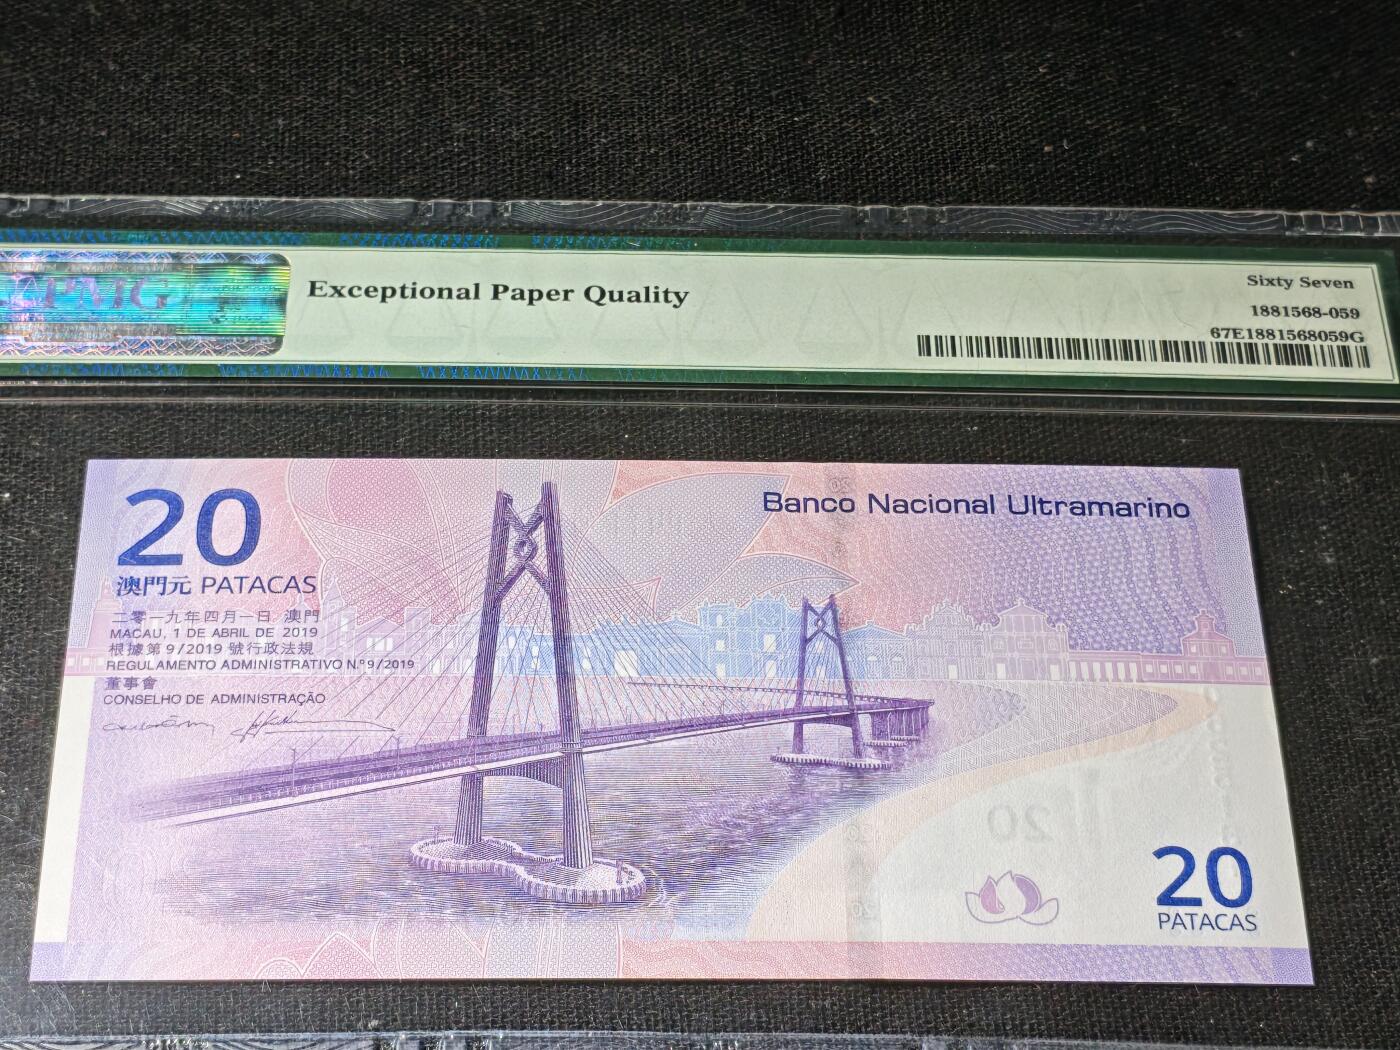 PMG
Exceptional Paper Quality
Sixty Seven
1881568-059
67E1881568059G
20
澳門元 PATACAS
二零一九年四月一日 澳門
MACAU, 1 DE ABRIL DE 2019
根據第9/2019 號行政法規
REGULAMENTO ADMINISTRATIVO N.º 9/2019
董事會
CONSELHO DE ADMINISTRAÇÃO
Banco Nacional Ultramarino
20
20
PATACAS